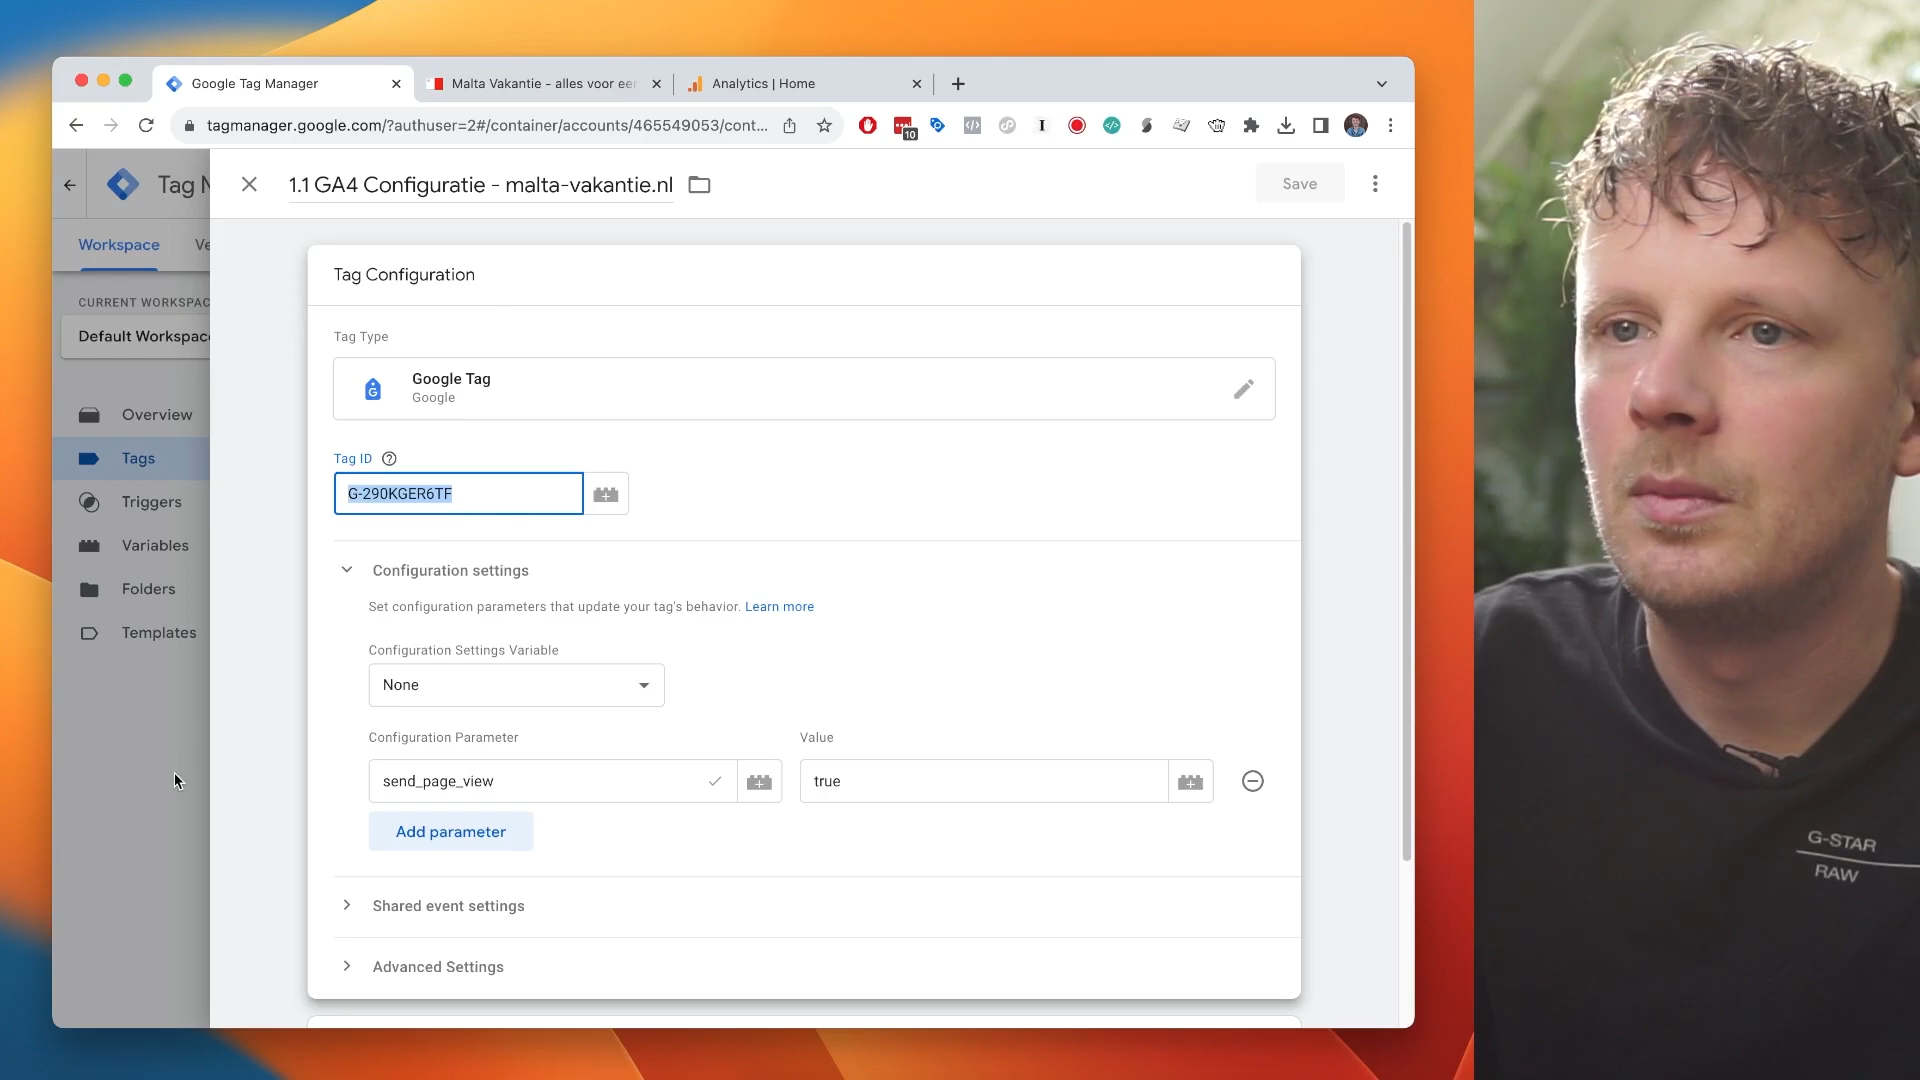 Google Tag Manager
Malta Vakantie - alles voor eer
Analytics | Home
tagmanager.google.com/?authuser=2#/container/accounts/465549053/cont...
10
Tag M
1.1 GA4 Configuratie - malta-vakantie.nl
Save
Workspace
Ve
CURRENT WORKSPAC
Default Workspac
Overview
Tags
Triggers
Variables
Folders
Templates
Tag Configuration
Tag Type
Google Tag
Google
Tag ID
G-290KGER6TF
Configuration settings
Set configuration parameters that update your tag's behavior. Learn more
Configuration Settings Variable
None
Configuration Parameter
Value
send_page_view
true
Add parameter
Shared event settings
Advanced Settings
G-STAR
RAW